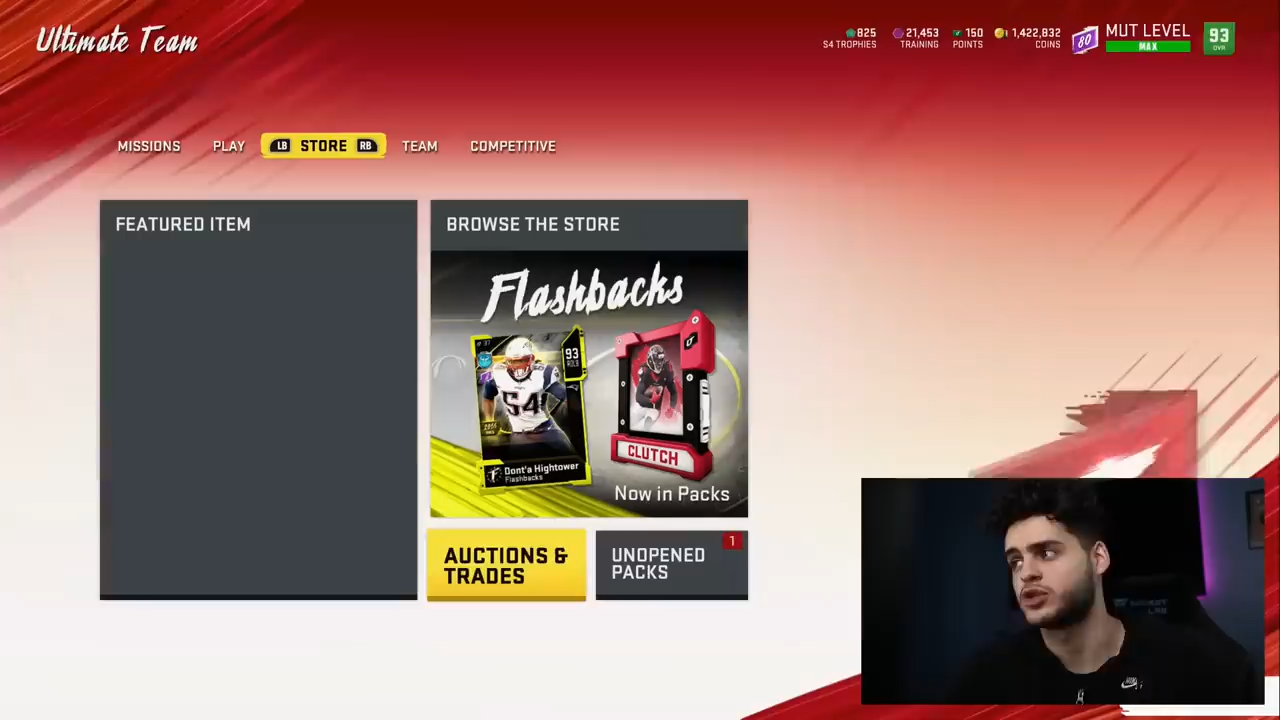 Ultimate Team
825
S4 TROPHIES
21,453
TRAINING
150
POINTS
1,422,832
COINS
80
MUT LEVEL
MAX
93
OVR
MISSIONS
PLAY
LB STORE RB
TEAM
COMPETITIVE
FEATURED ITEM
BROWSE THE STORE
Flashbacks
93
54
Dont'a Hightower
Flashbacks
CLUTCH
Now in Packs
AUCTIONS &
TRADES
UNOPENED
PACKS
1